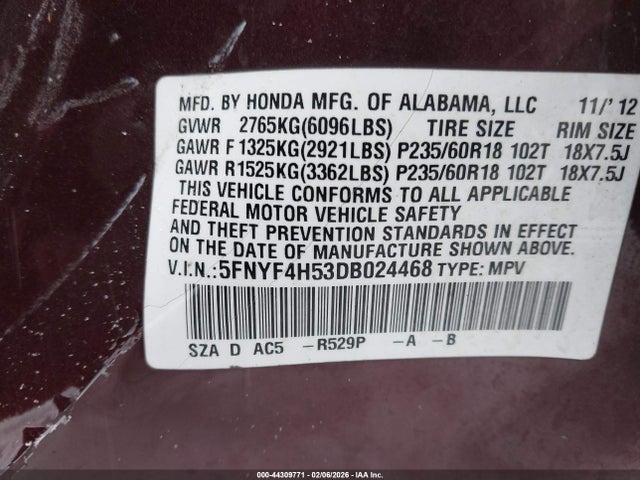 MFD. BY HONDA MFG. OF ALABAMA, LLC 11/'12
GVWR 2765KG(6096LBS) TIRE SIZE RIM SIZE
GAWR F 1325KG(2921LBS) P235/60R18 102T 18X7.5J
GAWR R1525KG(3362LBS) P235/60R18 102T 18X7.5J
THIS VEHICLE CONFORMS TO ALL APPLICABLE
FEDERAL MOTOR VEHICLE SAFETY
AND THEFT PREVENTION STANDARDS IN EFFECT
ON THE DATE OF MANUFACTURE SHOWN ABOVE.
V.I.N.:5FNYF4H53DB024468 TYPE: MPV
SZA D AC5 -R529P -A -B
000-44309771 - 02/06/2026 - IAA Inc.